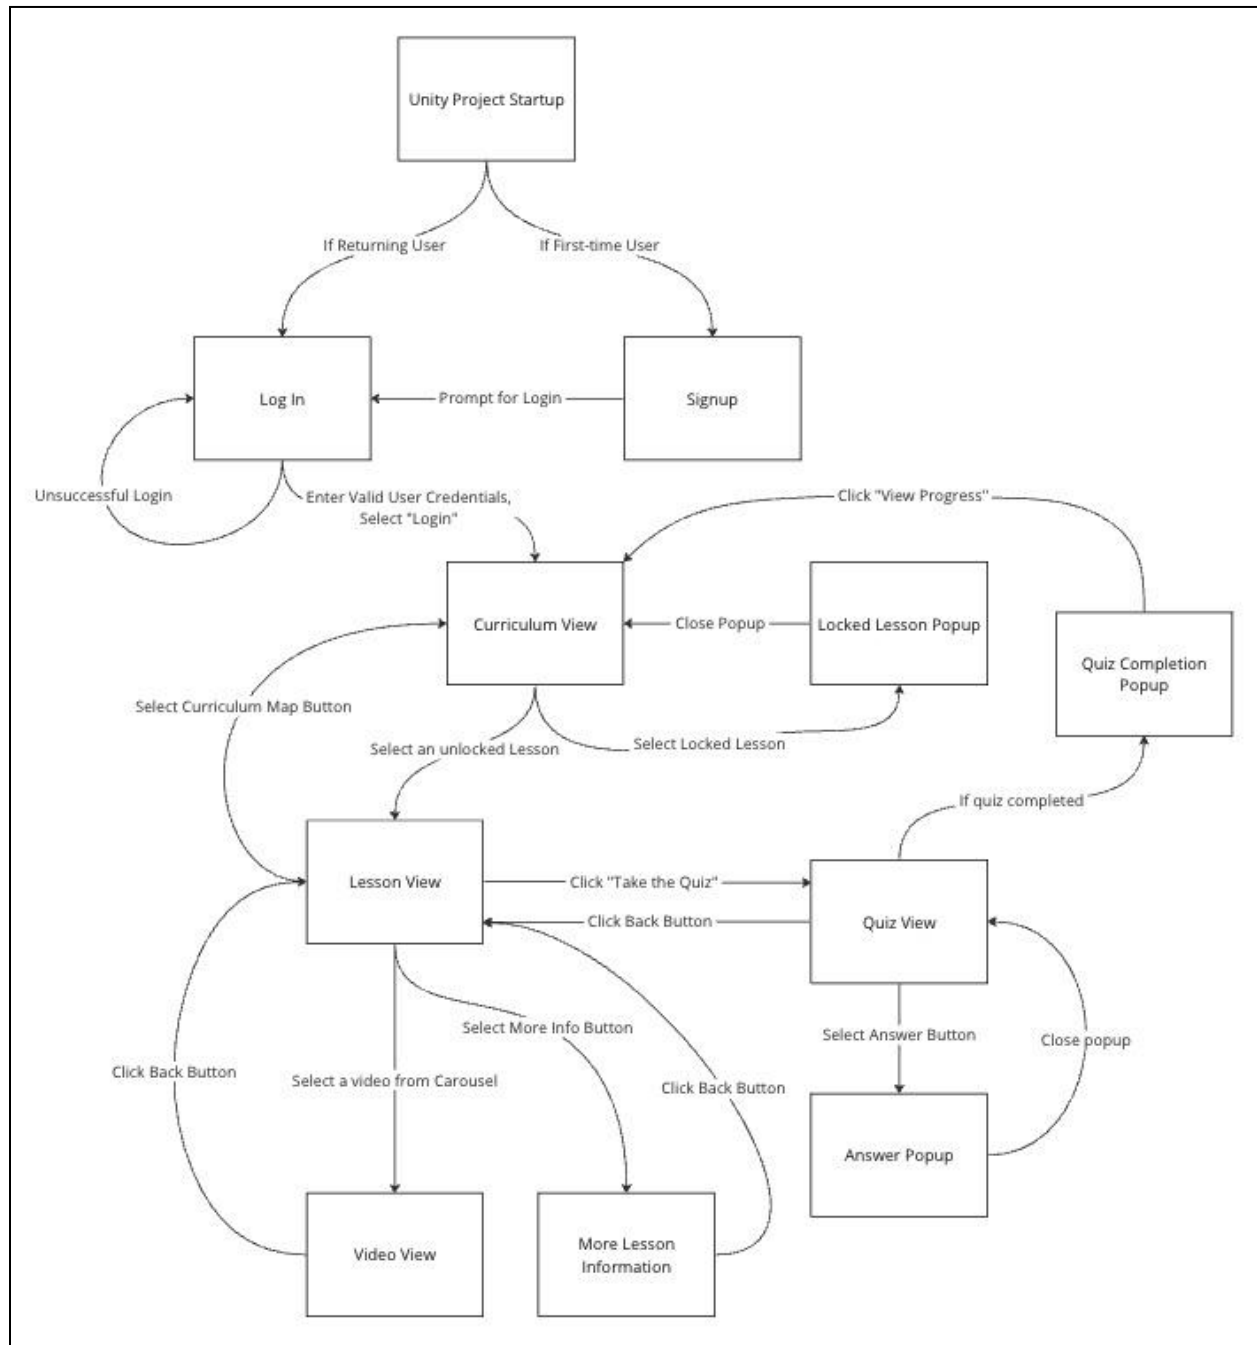 Unity Project Startup
If Returning User
If First-time User
Log In
Prompt for Login
Signup
Unsuccessful Login
Enter Valid User Credentials,
Select "Login"
Click "View Progress"
Curriculum View
Close Popup
Locked Lesson Popup
Quiz Completion
Popup
Select Curriculum Map Button
Select an unlocked Lesson
Select Locked Lesson
If quiz completed
Lesson View
Click "Take the Quiz"
Click Back Button
Quiz View
Select More Info Button
Select Answer Button
Close popup
Click Back Button
Select a video from Carousel
Click Back Button
Answer Popup
Video View
More Lesson
Information